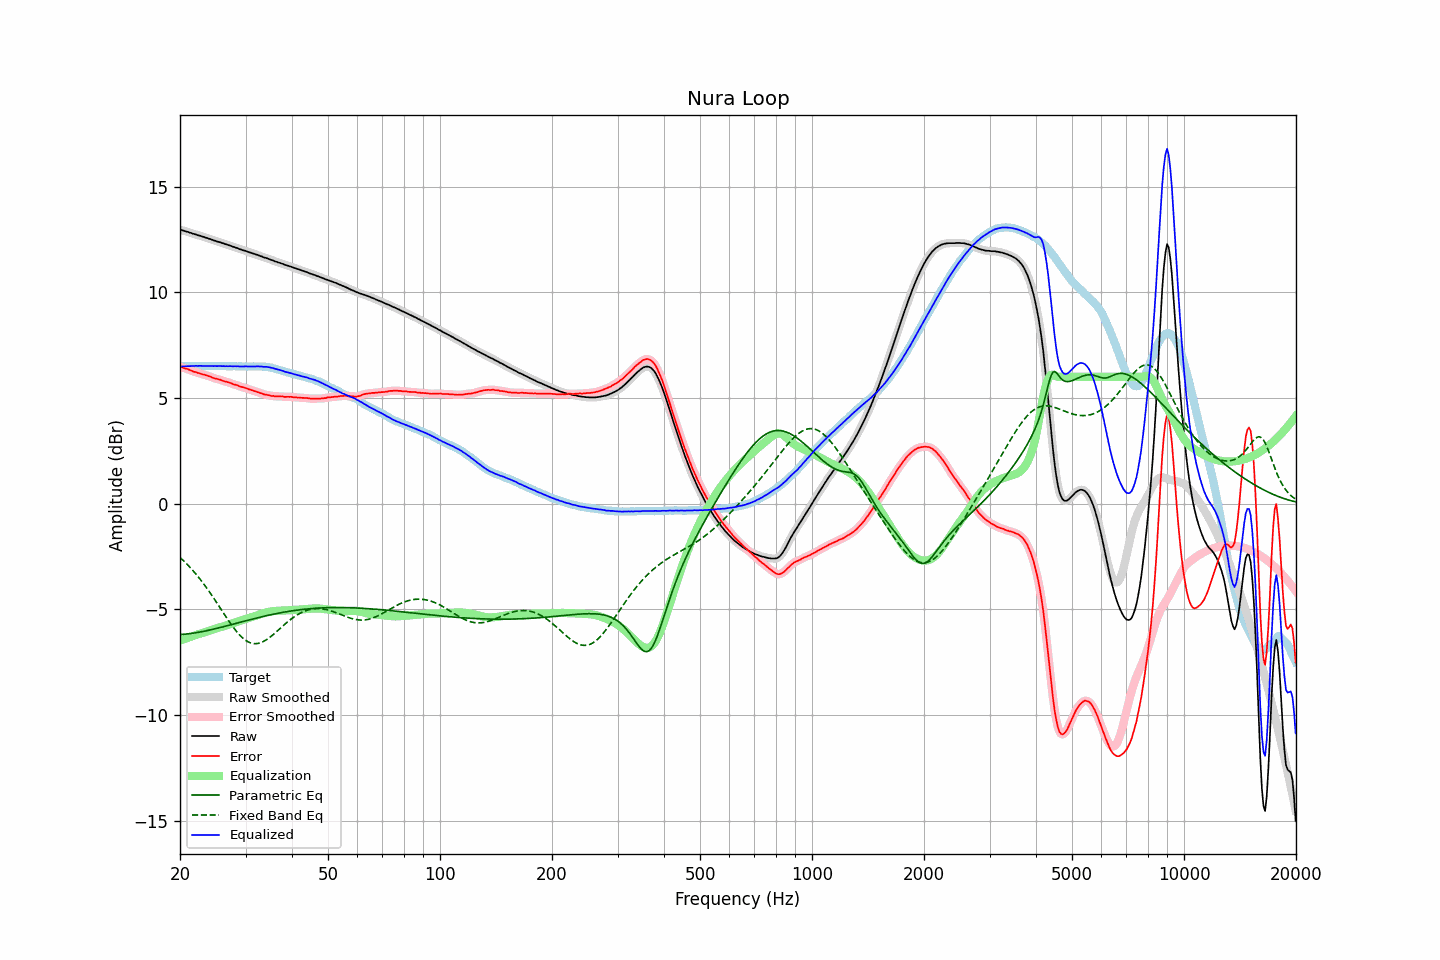 Nura Loop
Amplitude (dBr)
15
10
5
0
−5
−10
−15
Target
Raw Smoothed
Error Smoothed
Raw
Error
Equalization
Parametric Eq
Fixed Band Eq
Equalized
20 50 100 200 500 1000 2000 5000 10000 20000
Frequency (Hz)